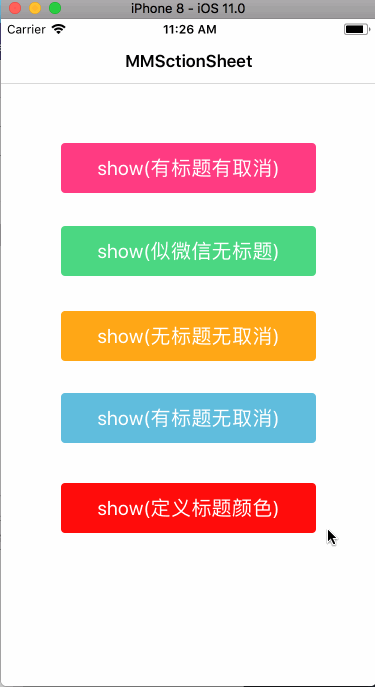 iPhone 8 - iOS 11.0
Carrier 11:26 AM
MMSctionSheet
show(有标题有取消)
show(似微信无标题)
show(无标题无取消)
show(有标题无取消)
show(定义标题颜色)